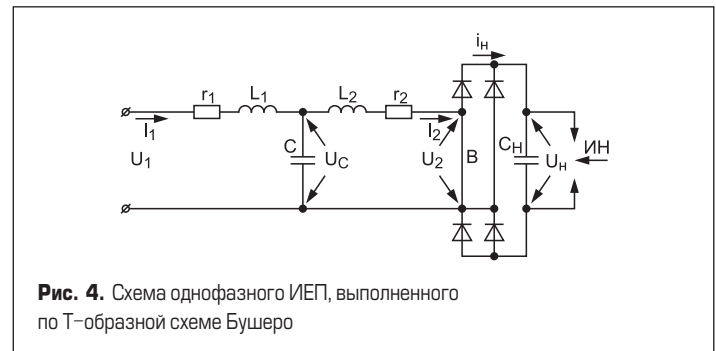 iн
r₁ L₁ L₂ r₂
I₁ C I₂ Cн
U₁ Uc U₂ B Uн ИН
Рис. 4. Схема однофазного ИЕП, выполненного
по Т-образной схеме Бушеро